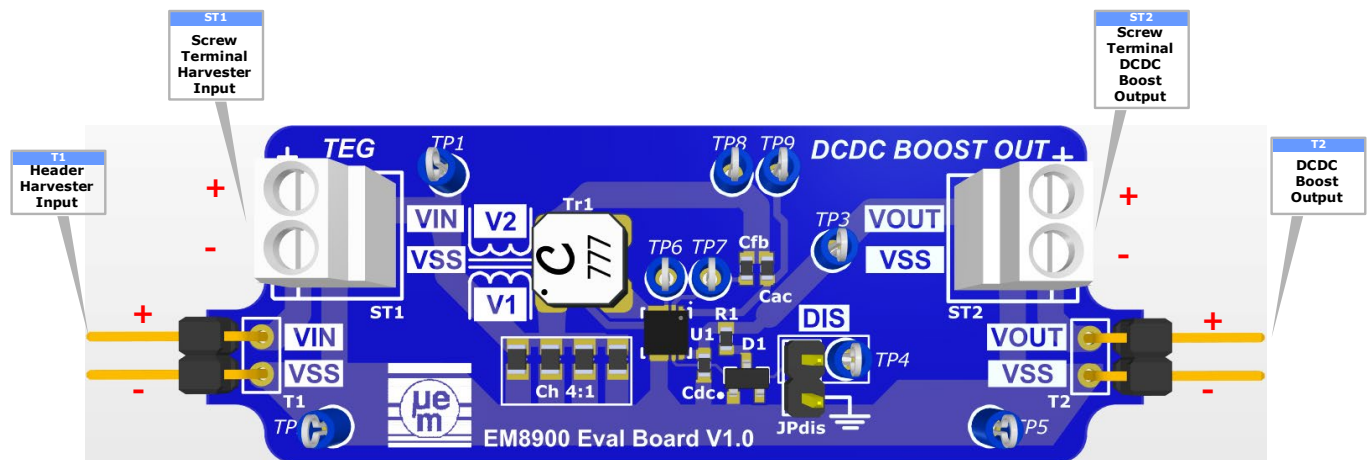 ST1
Screw
Terminal
Harvester
Input
ST2
Screw
Terminal
DCDC
Boost
Output
T1
Header
Harvester
Input
T2
DCDC
Boost
Output
+
-
+
-
+
-
+
-
+ TEG
TP1
TP8 TP9
DCDC BOOST OUT +
VIN
VSS
V2
V1
Tr1
C
777
TP6 TP7
Cfb
Cac
TP3
VOUT
VSS
ST1
ST2
VIN
VSS
T1
Ch 4:1
U1
R1
D1
Cdc
DIS
TP4
JPdis
VOUT
VSS
T2
TP
TP5
μem
EM8900 Eval Board V1.0